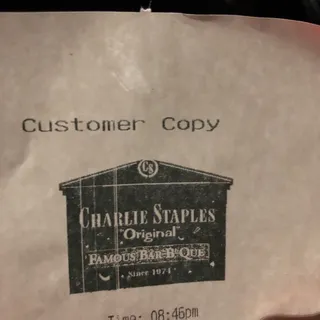 Customer Copy
CS
CHARLIE STAPLES
"Original"
FAMOUS BAR-B-QUE
Since 1974
Time: 08:46pm